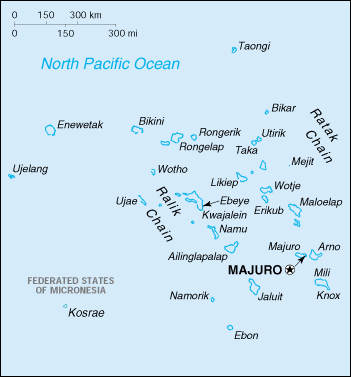 0 150 300 km
0 150 300 mi
Taongi
North Pacific Ocean
Bikar
Ratak Chain
Enewetak
Bikini
Rongerik
Utirik
Rongelap
Taka
Mejit
Ujelang
Wotho
Likiep
Wotje
Ujae
Ralik Chain
Ebeye
Erikub
Maloelap
Kwajalein
Namu
Ailinglapalap
Majuro
Arno
MAJURO
Mili
FEDERATED STATES
OF MICRONESIA
Namorik
Jaluit
Knox
Kosrae
Ebon